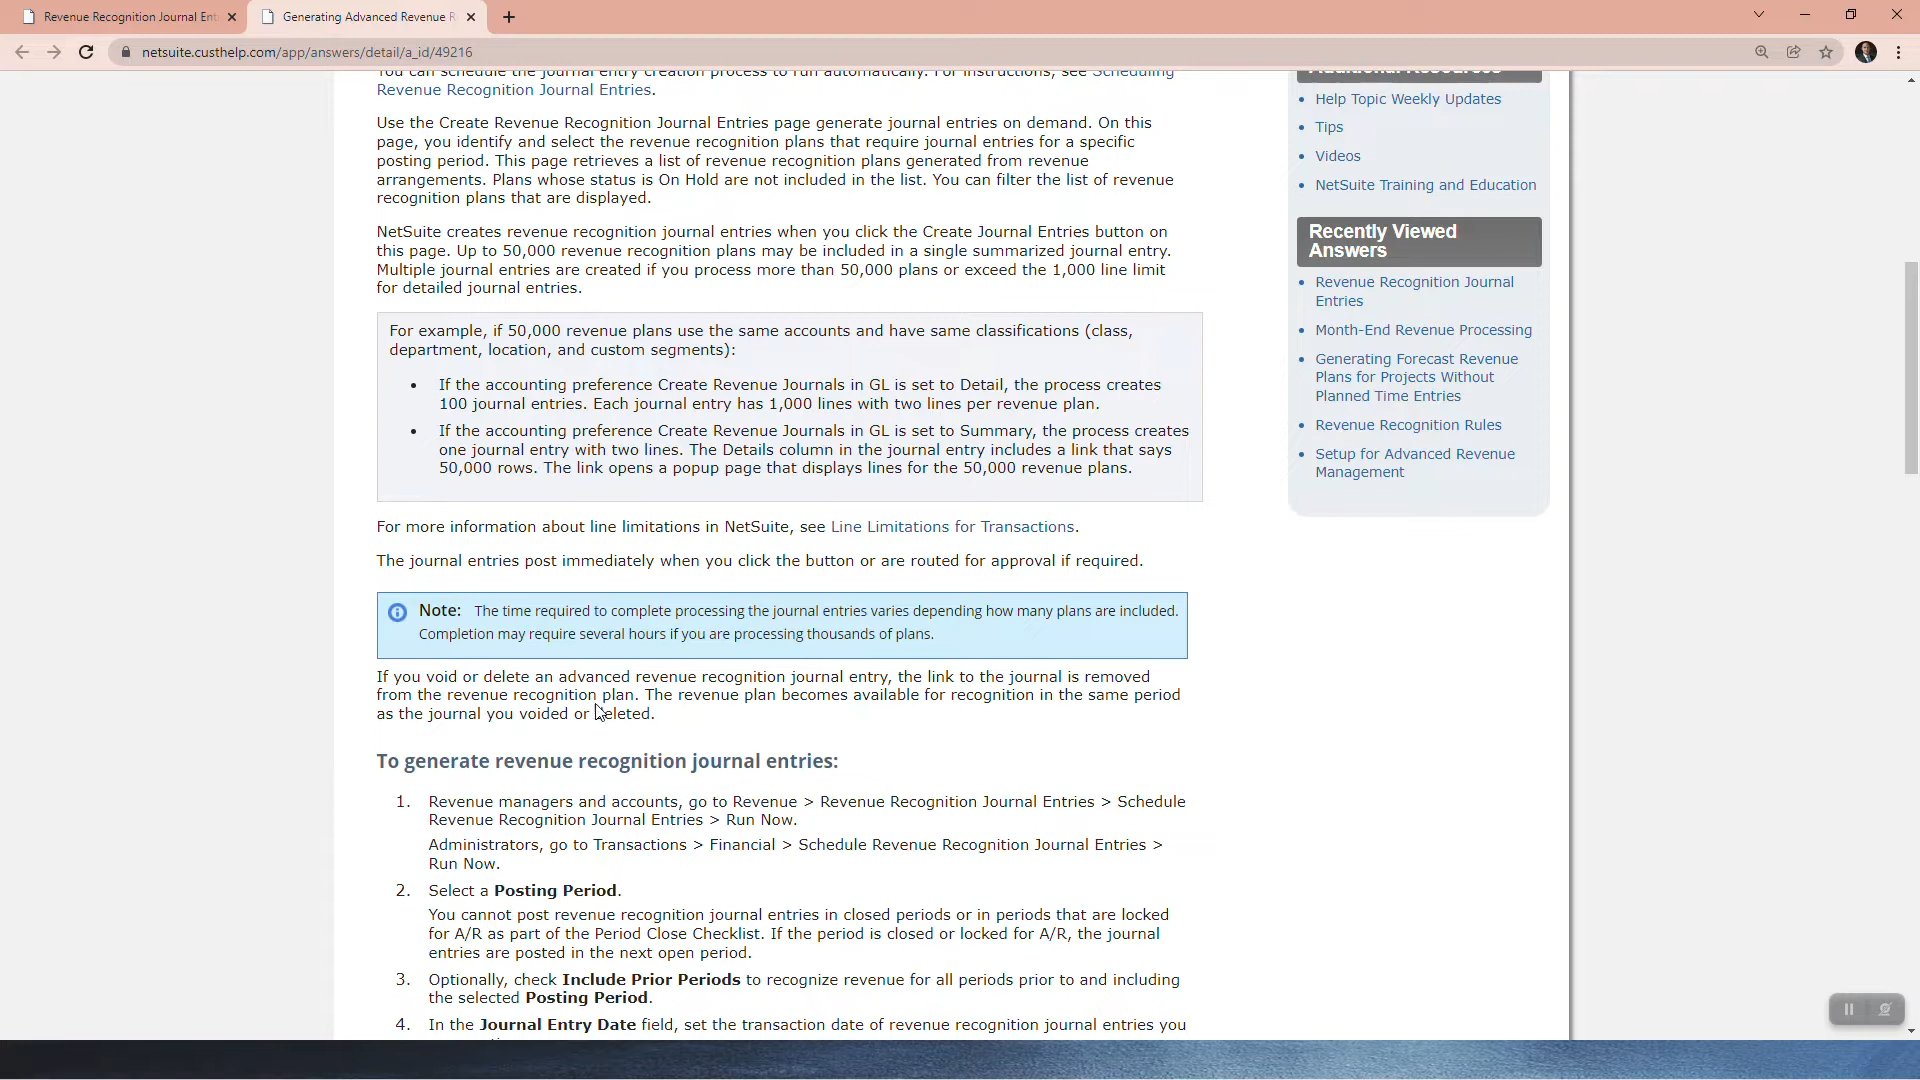 Revenue Recognition Journal Ent
Generating Advanced Revenue R
netsuite.custhelp.com/app/answers/detail/a_id/49216
You can schedule the journal entry creation process to run automatically. For instructions, see Scheduling
Revenue Recognition Journal Entries.
Use the Create Revenue Recognition Journal Entries page generate journal entries on demand. On this
page, you identify and select the revenue recognition plans that require journal entries for a specific
posting period. This page retrieves a list of revenue recognition plans generated from revenue
arrangements. Plans whose status is On Hold are not included in the list. You can filter the list of revenue
recognition plans that are displayed.
NetSuite creates revenue recognition journal entries when you click the Create Journal Entries button on
this page. Up to 50,000 revenue recognition plans may be included in a single summarized journal entry.
Multiple journal entries are created if you process more than 50,000 plans or exceed the 1,000 line limit
for detailed journal entries.
For example, if 50,000 revenue plans use the same accounts and have same classifications (class,
department, location, and custom segments):
• If the accounting preference Create Revenue Journals in GL is set to Detail, the process creates
100 journal entries. Each journal entry has 1,000 lines with two lines per revenue plan.
• If the accounting preference Create Revenue Journals in GL is set to Summary, the process creates
one journal entry with two lines. The Details column in the journal entry includes a link that says
50,000 rows. The link opens a popup page that displays lines for the 50,000 revenue plans.
For more information about line limitations in NetSuite, see Line Limitations for Transactions.
The journal entries post immediately when you click the button or are routed for approval if required.
Note: The time required to complete processing the journal entries varies depending how many plans are included.
Completion may require several hours if you are processing thousands of plans.
If you void or delete an advanced revenue recognition journal entry, the link to the journal is removed
from the revenue recognition plan. The revenue plan becomes available for recognition in the same period
as the journal you voided or deleted.
To generate revenue recognition journal entries:
1. Revenue managers and accounts, go to Revenue > Revenue Recognition Journal Entries > Schedule
Revenue Recognition Journal Entries > Run Now.
Administrators, go to Transactions > Financial > Schedule Revenue Recognition Journal Entries >
Run Now.
2. Select a Posting Period.
You cannot post revenue recognition journal entries in closed periods or in periods that are locked
for A/R as part of the Period Close Checklist. If the period is closed or locked for A/R, the journal
entries are posted in the next open period.
3. Optionally, check Include Prior Periods to recognize revenue for all periods prior to and including
the selected Posting Period.
4. In the Journal Entry Date field, set the transaction date of revenue recognition journal entries you
Additional Resources
• Help Topic Weekly Updates
• Tips
• Videos
• NetSuite Training and Education
Recently Viewed
Answers
• Revenue Recognition Journal
Entries
• Month-End Revenue Processing
• Generating Forecast Revenue
Plans for Projects Without
Planned Time Entries
• Revenue Recognition Rules
• Setup for Advanced Revenue
Management